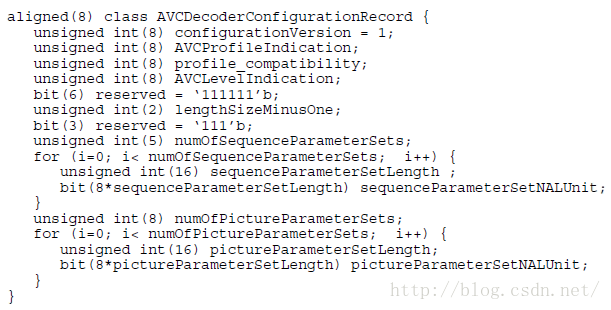 aligned(8) class AVCDecoderConfigurationRecord {
unsigned int(8) configurationVersion = 1;
unsigned int(8) AVCProfileIndication;
unsigned int(8) profile_compatibility;
unsigned int(8) AVCLevelIndication;
bit(6) reserved = ‘111111’b;
unsigned int(2) lengthSizeMinusOne;
bit(3) reserved = ‘111’b;
unsigned int(5) numOfSequenceParameterSets;
for (i=0; i< numOfSequenceParameterSets; i++) {
unsigned int(16) sequenceParameterSetLength ;
bit(8*sequenceParameterSetLength) sequenceParameterSetNALUnit;
}
unsigned int(8) numOfPictureParameterSets;
for (i=0; i< numOfPictureParameterSets; i++) {
unsigned int(16) pictureParameterSetLength;
bit(8*pictureParameterSetLength) pictureParameterSetNALUnit;
}
}
http://blog.csdn.net/